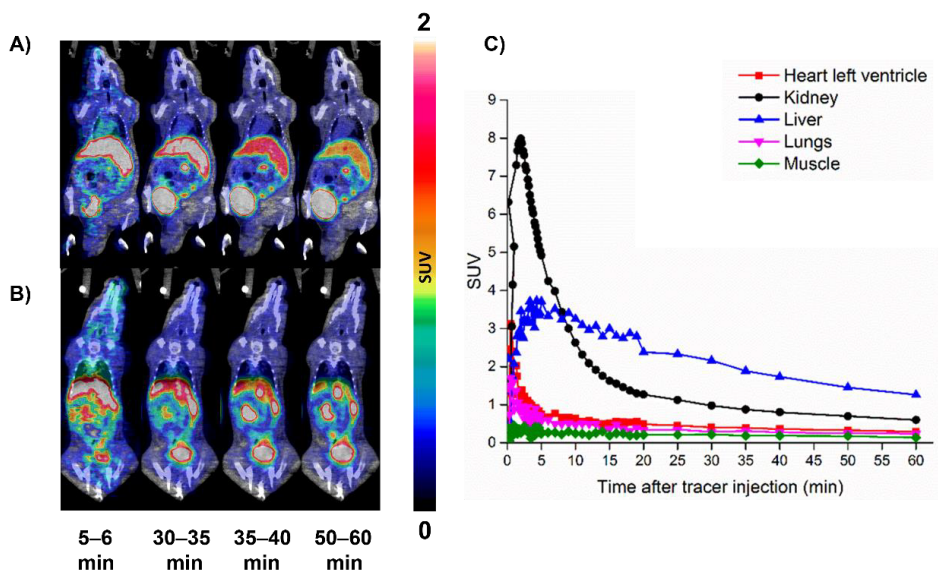 A)
B)
2
SUV
0
5–6 min
30–35 min
35–40 min
50–60 min
C)
Heart left ventricle
Kidney
Liver
Lungs
Muscle
9
8
7
6
5
4
3
2
1
0
SUV
0 5 10 15 20 25 30 35 40 45 50 55 60
Time after tracer injection (min)